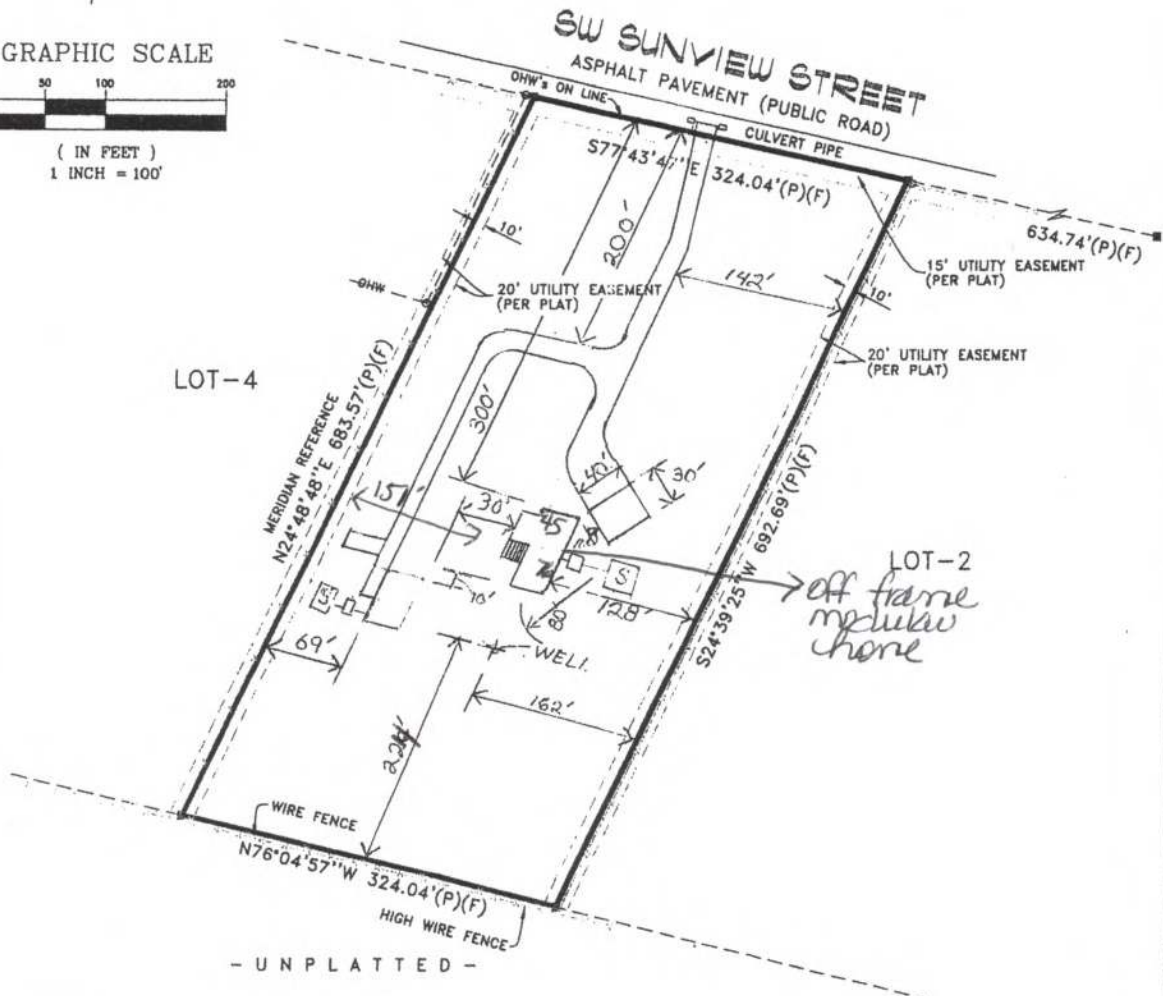 GRAPHIC SCALE
50 100 200
( IN FEET )
1 INCH = 100'
SW SUNVIEW STREET
ASPHALT PAVEMENT (PUBLIC ROAD)
OHW's ON LINE
CULVERT PIPE
S77°43'47"E 324.04'(P)(F)
634.74'(P)(F)
15' UTILITY EASEMENT
(PER PLAT)
10'
10'
200'
142'
20' UTILITY EASEMENT
(PER PLAT)
OHW
20' UTILITY EASEMENT
(PER PLAT)
LOT-4
MERIDIAN REFERENCE
N24°48'48"E 683.57'(P)(F)
300'
40'
30'
151'
30'
45
S24°39'25"W 692.69'(P)(F)
LOT-2
S
128'
off frame
modular
home
S
10'
80'
69'
WELL
162'
WIRE FENCE
N76°04'57"W 324.04'(P)(F)
HIGH WIRE FENCE
-UNPLATTED-